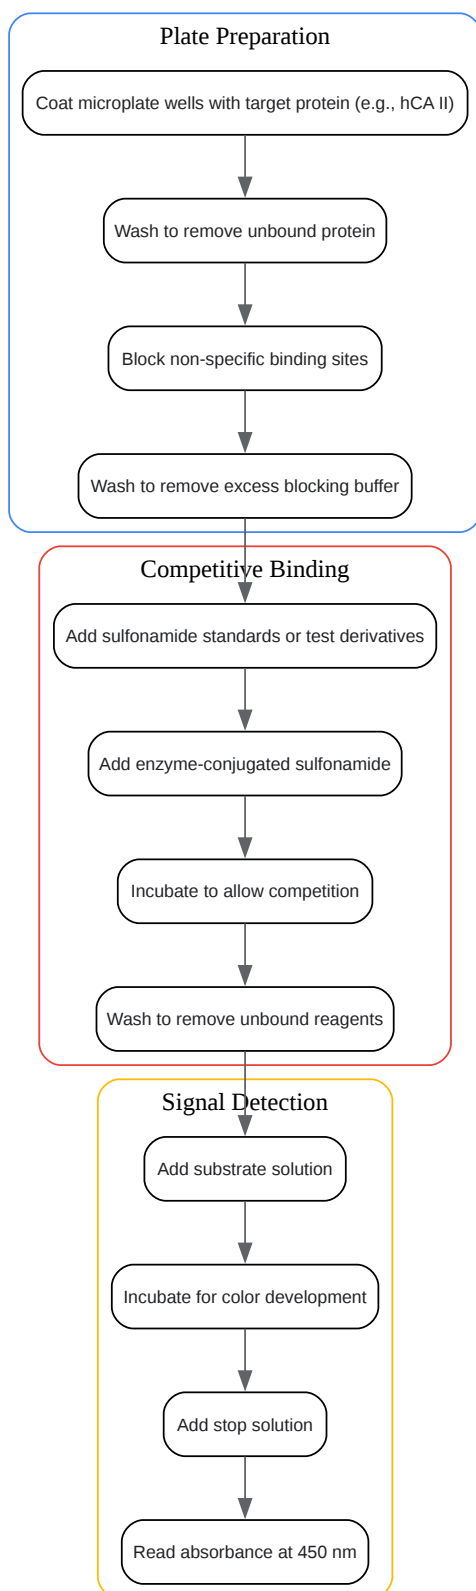 Plate Preparation
Coat microplate wells with target protein (e.g., hCA II)
Wash to remove unbound protein
Block non-specific binding sites
Wash to remove excess blocking buffer
Competitive Binding
Add sulfonamide standards or test derivatives
Add enzyme-conjugated sulfonamide
Incubate to allow competition
Wash to remove unbound reagents
Signal Detection
Add substrate solution
Incubate for color development
Add stop solution
Read absorbance at 450 nm